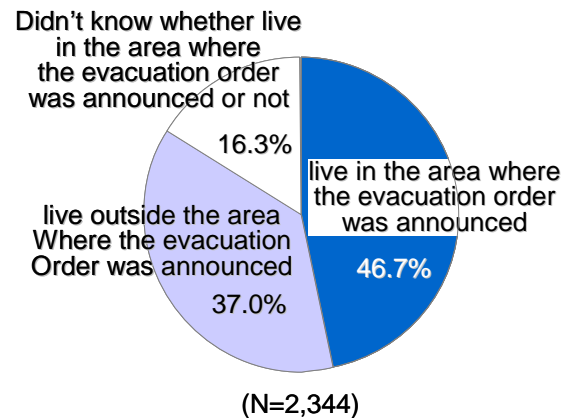 Didn't know whether live
in the area where
the evacuation order
was announced or not
16.3%
live in the area where
the evacuation order
was announced
46.7%
live outside the area
Where the evacuation
Order was announced
37.0%
(N=2,344)